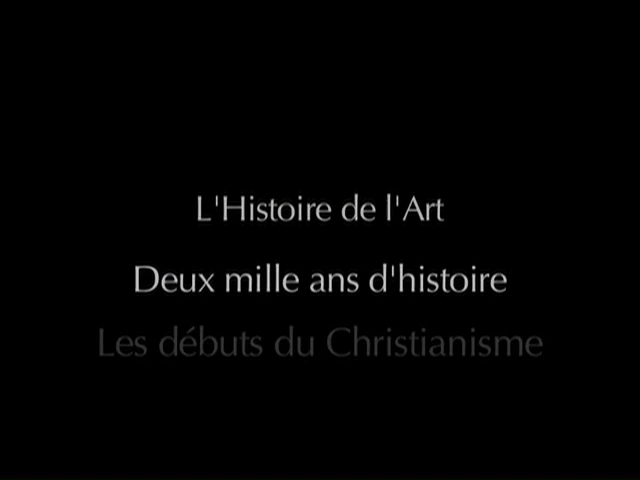 L'Histoire de l'Art
Deux mille ans d'histoire
Les débuts du Christianisme